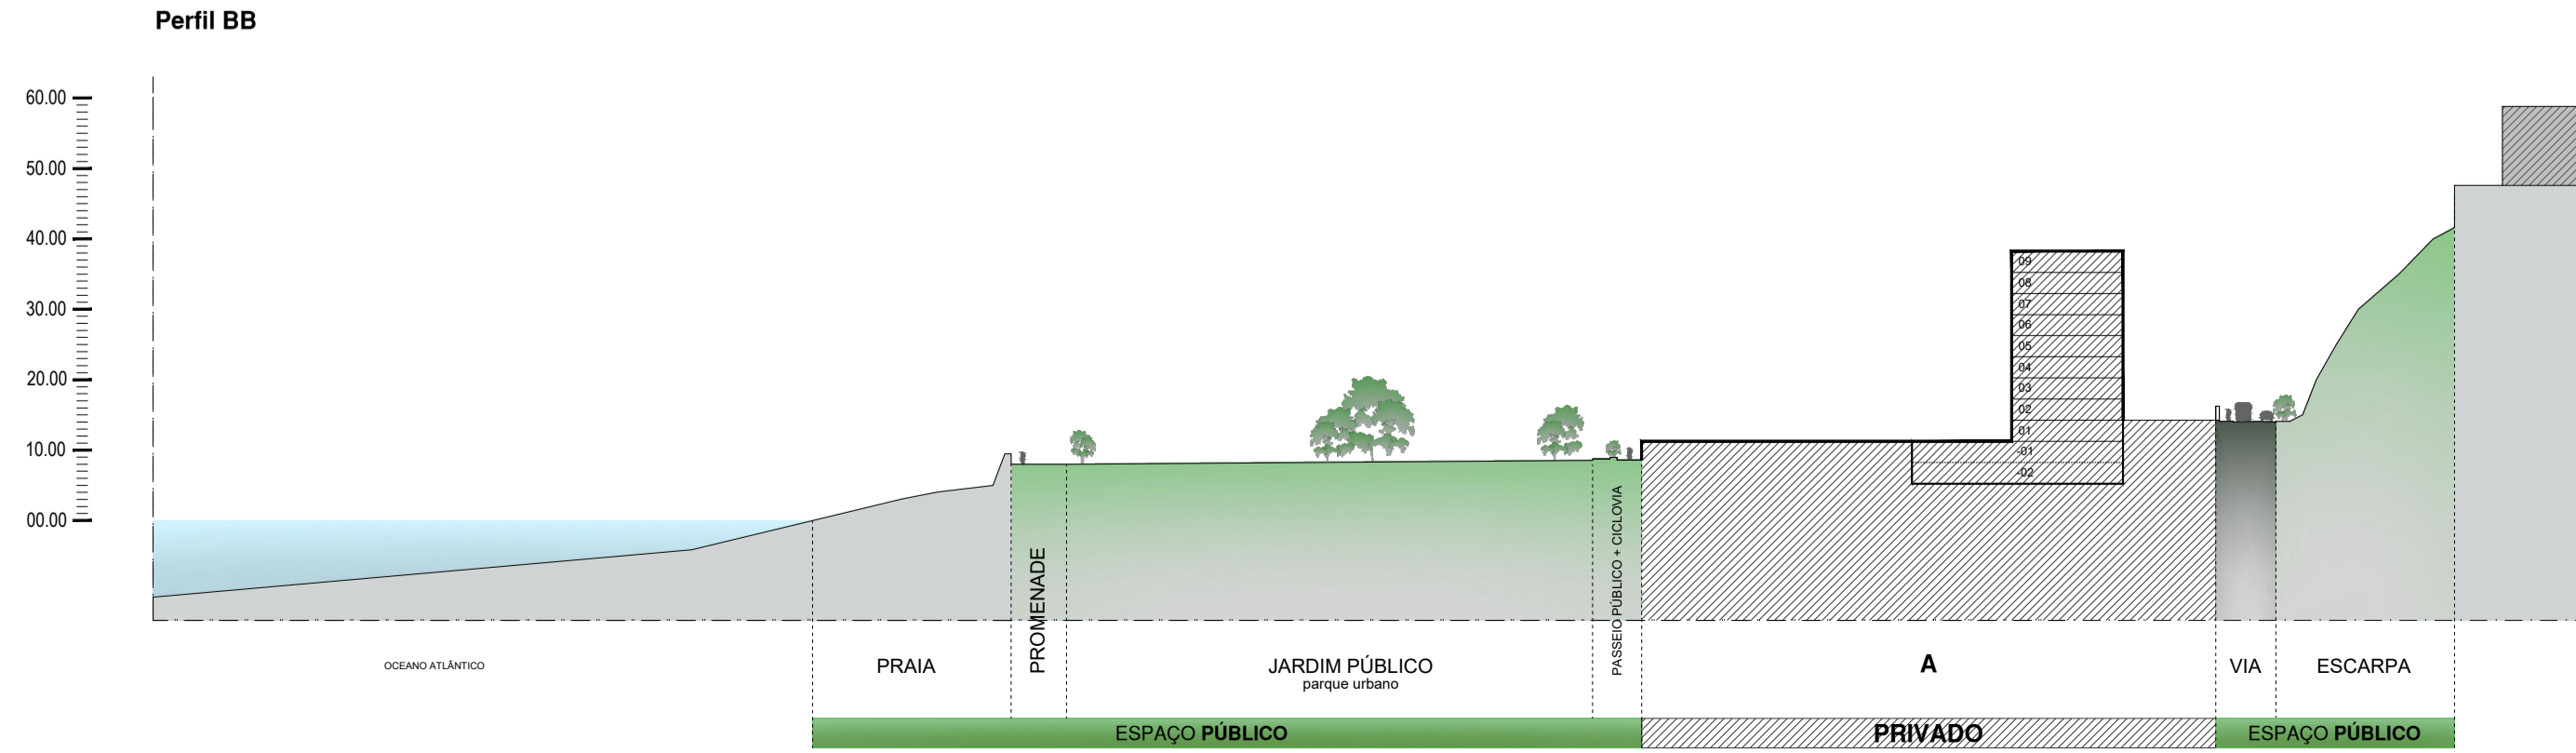 Perfil BB
60.00
50.00
40.00
30.00
20.00
10.00
00.00
09
08
07
06
05
04
03
02
01
-01
-02
OCEANO ATLÂNTICO
PRAIA
PROMENADE
JARDIM PÚBLICO
parque urbano
PASSEIO PÚBLICO + CICLOVIA
A
VIA
ESCARPA
ESPAÇO PÚBLICO
PRIVADO
ESPAÇO PÚBLICO